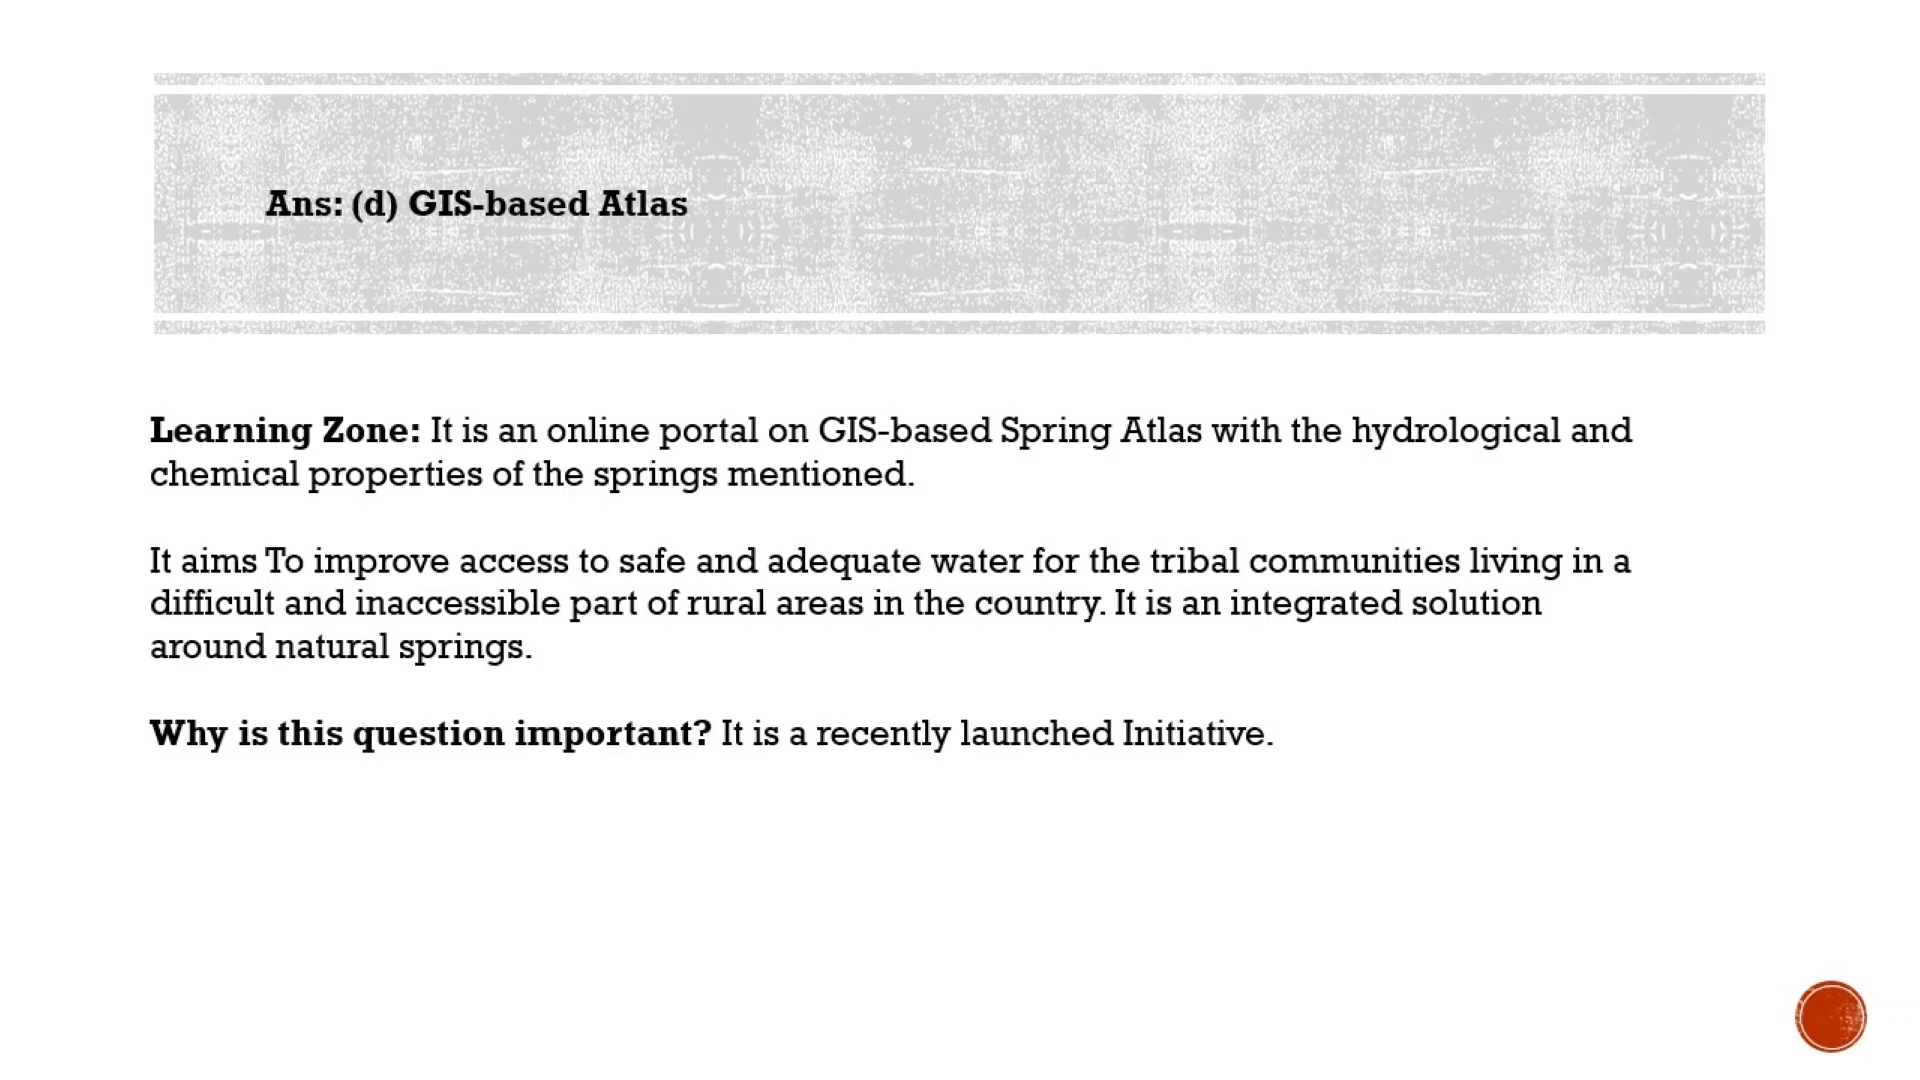 Ans: (d) GIS-based Atlas
Learning Zone: It is an online portal on GIS-based Spring Atlas with the hydrological and
chemical properties of the springs mentioned.
It aims To improve access to safe and adequate water for the tribal communities living in a
difficult and inaccessible part of rural areas in the country. It is an integrated solution
around natural springs.
Why is this question important? It is a recently launched Initiative.